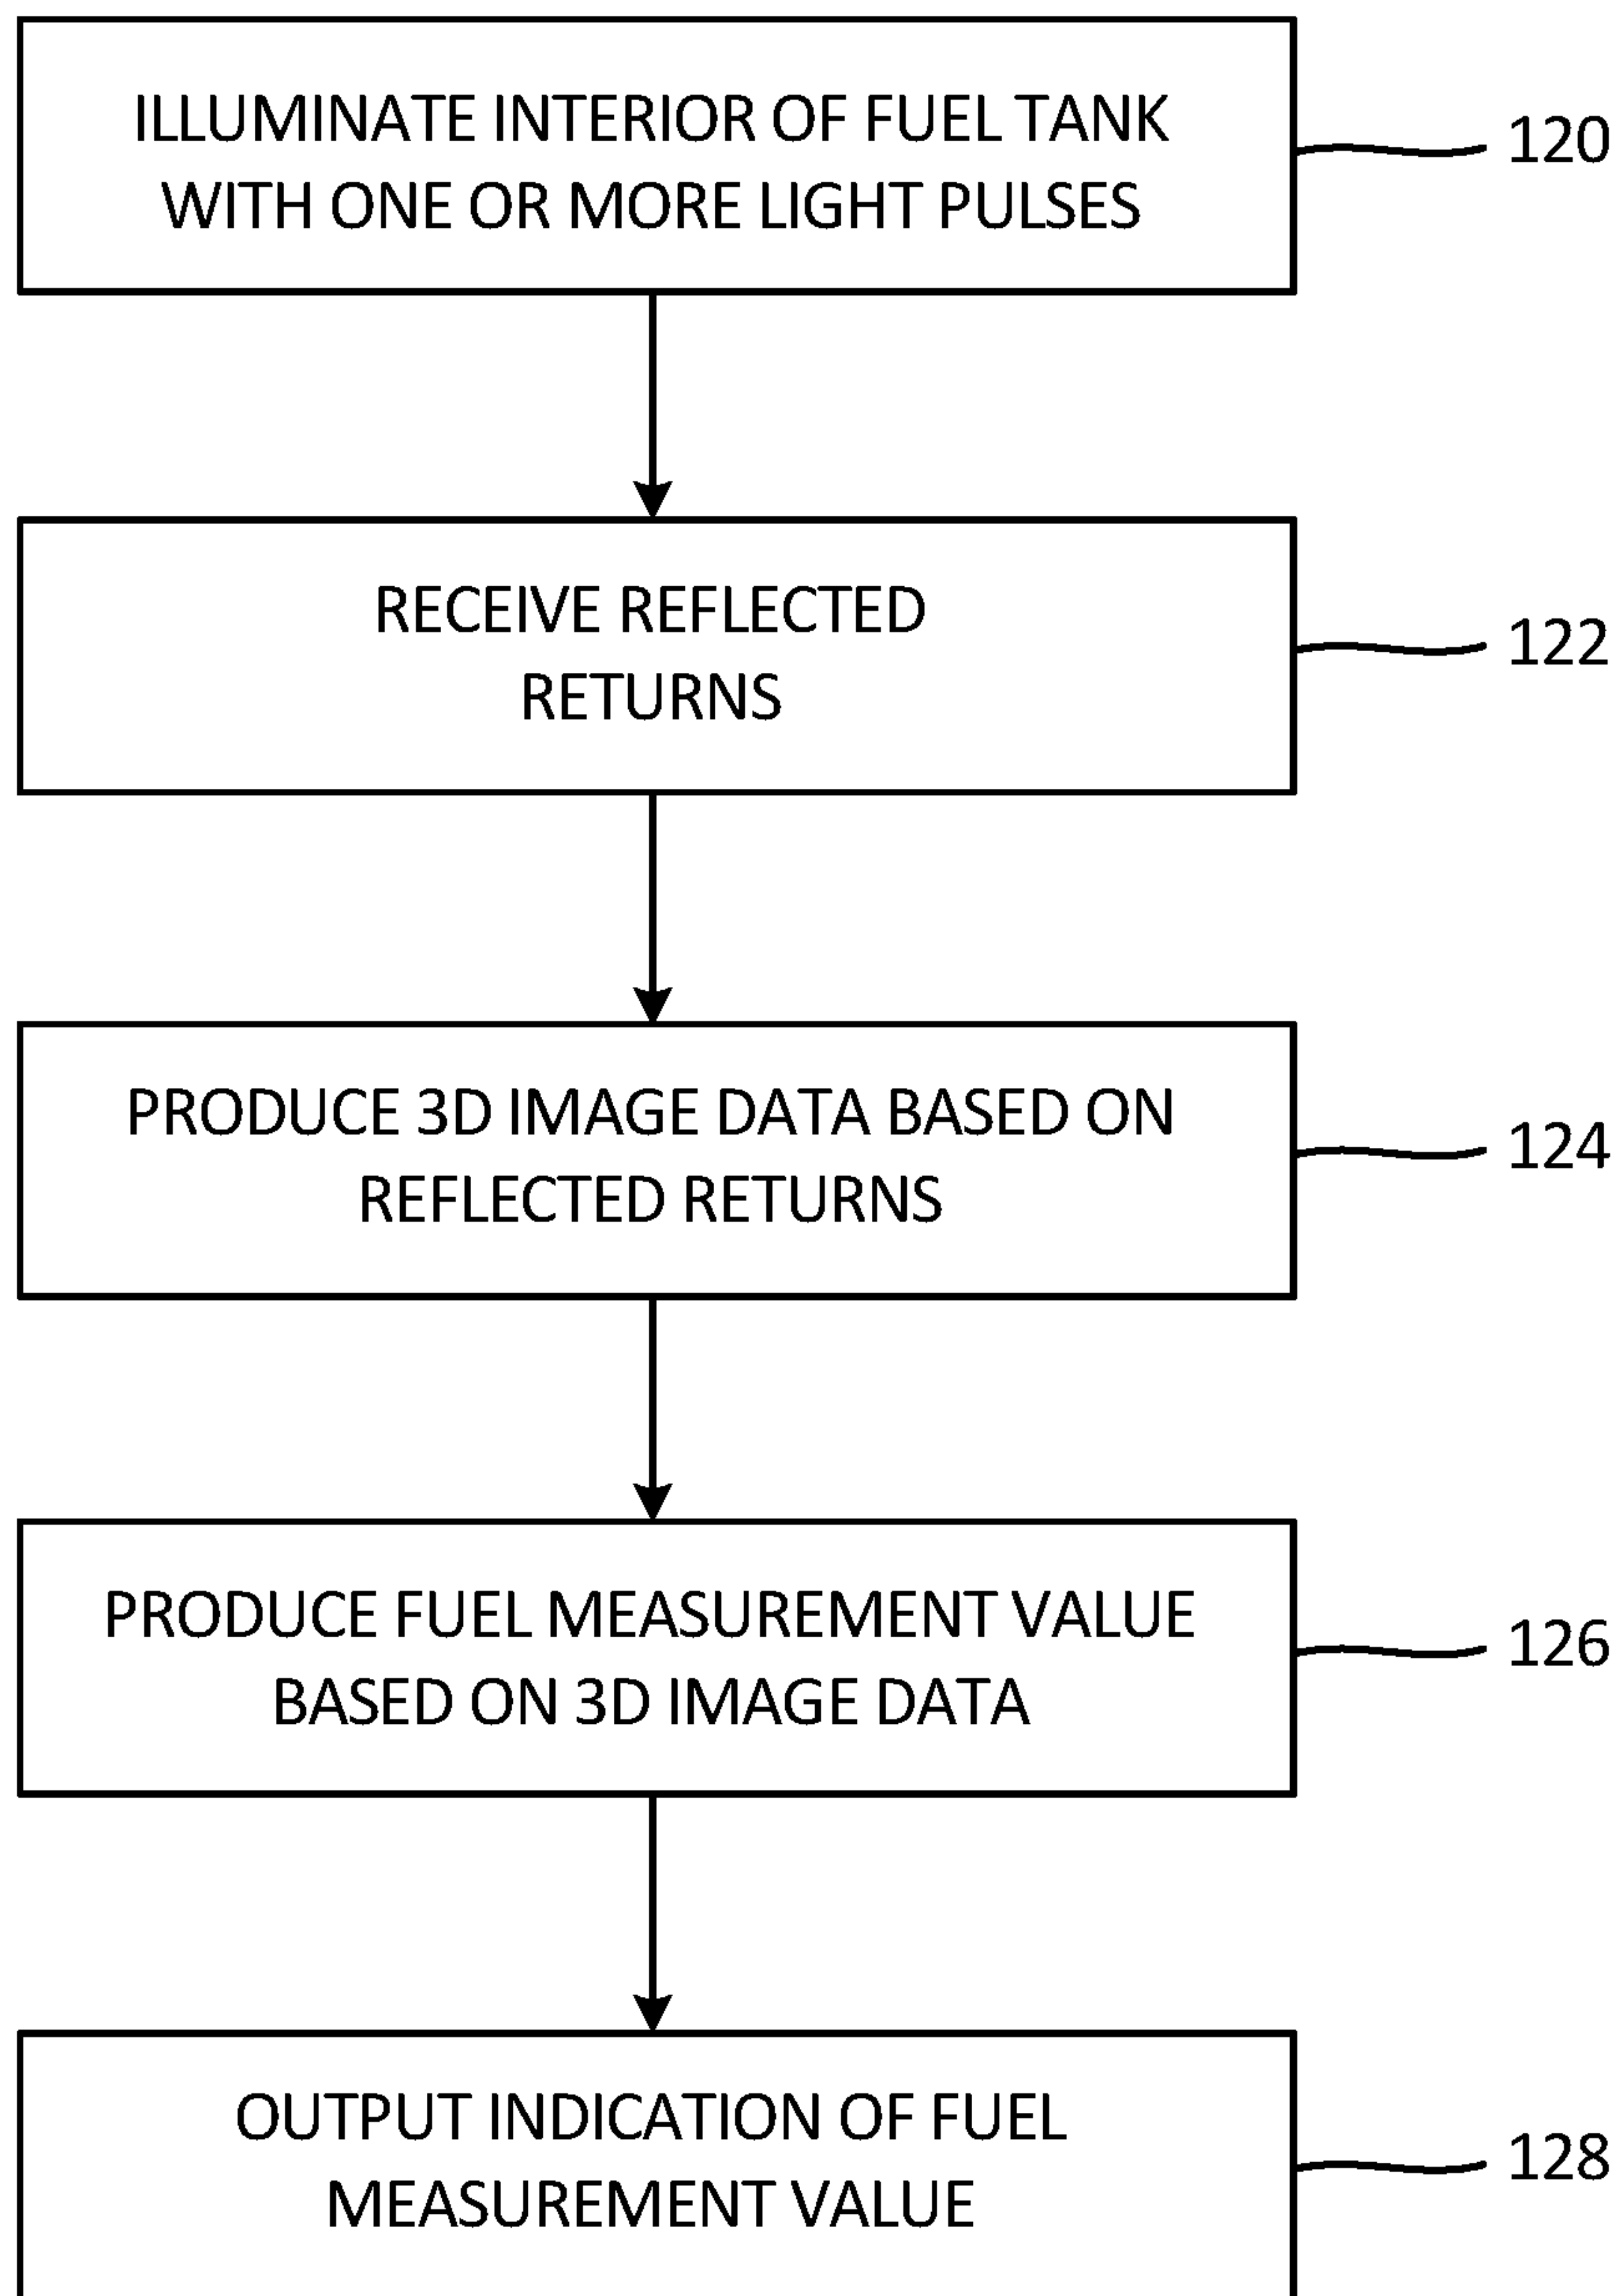 ILLUMINATE INTERIOR OF FUEL TANK
WITH ONE OR MORE LIGHT PULSES
120
RECEIVE REFLECTED
RETURNS
122
PRODUCE 3D IMAGE DATA BASED ON
REFLECTED RETURNS
124
PRODUCE FUEL MEASUREMENT VALUE
BASED ON 3D IMAGE DATA
126
OUTPUT INDICATION OF FUEL
MEASUREMENT VALUE
128